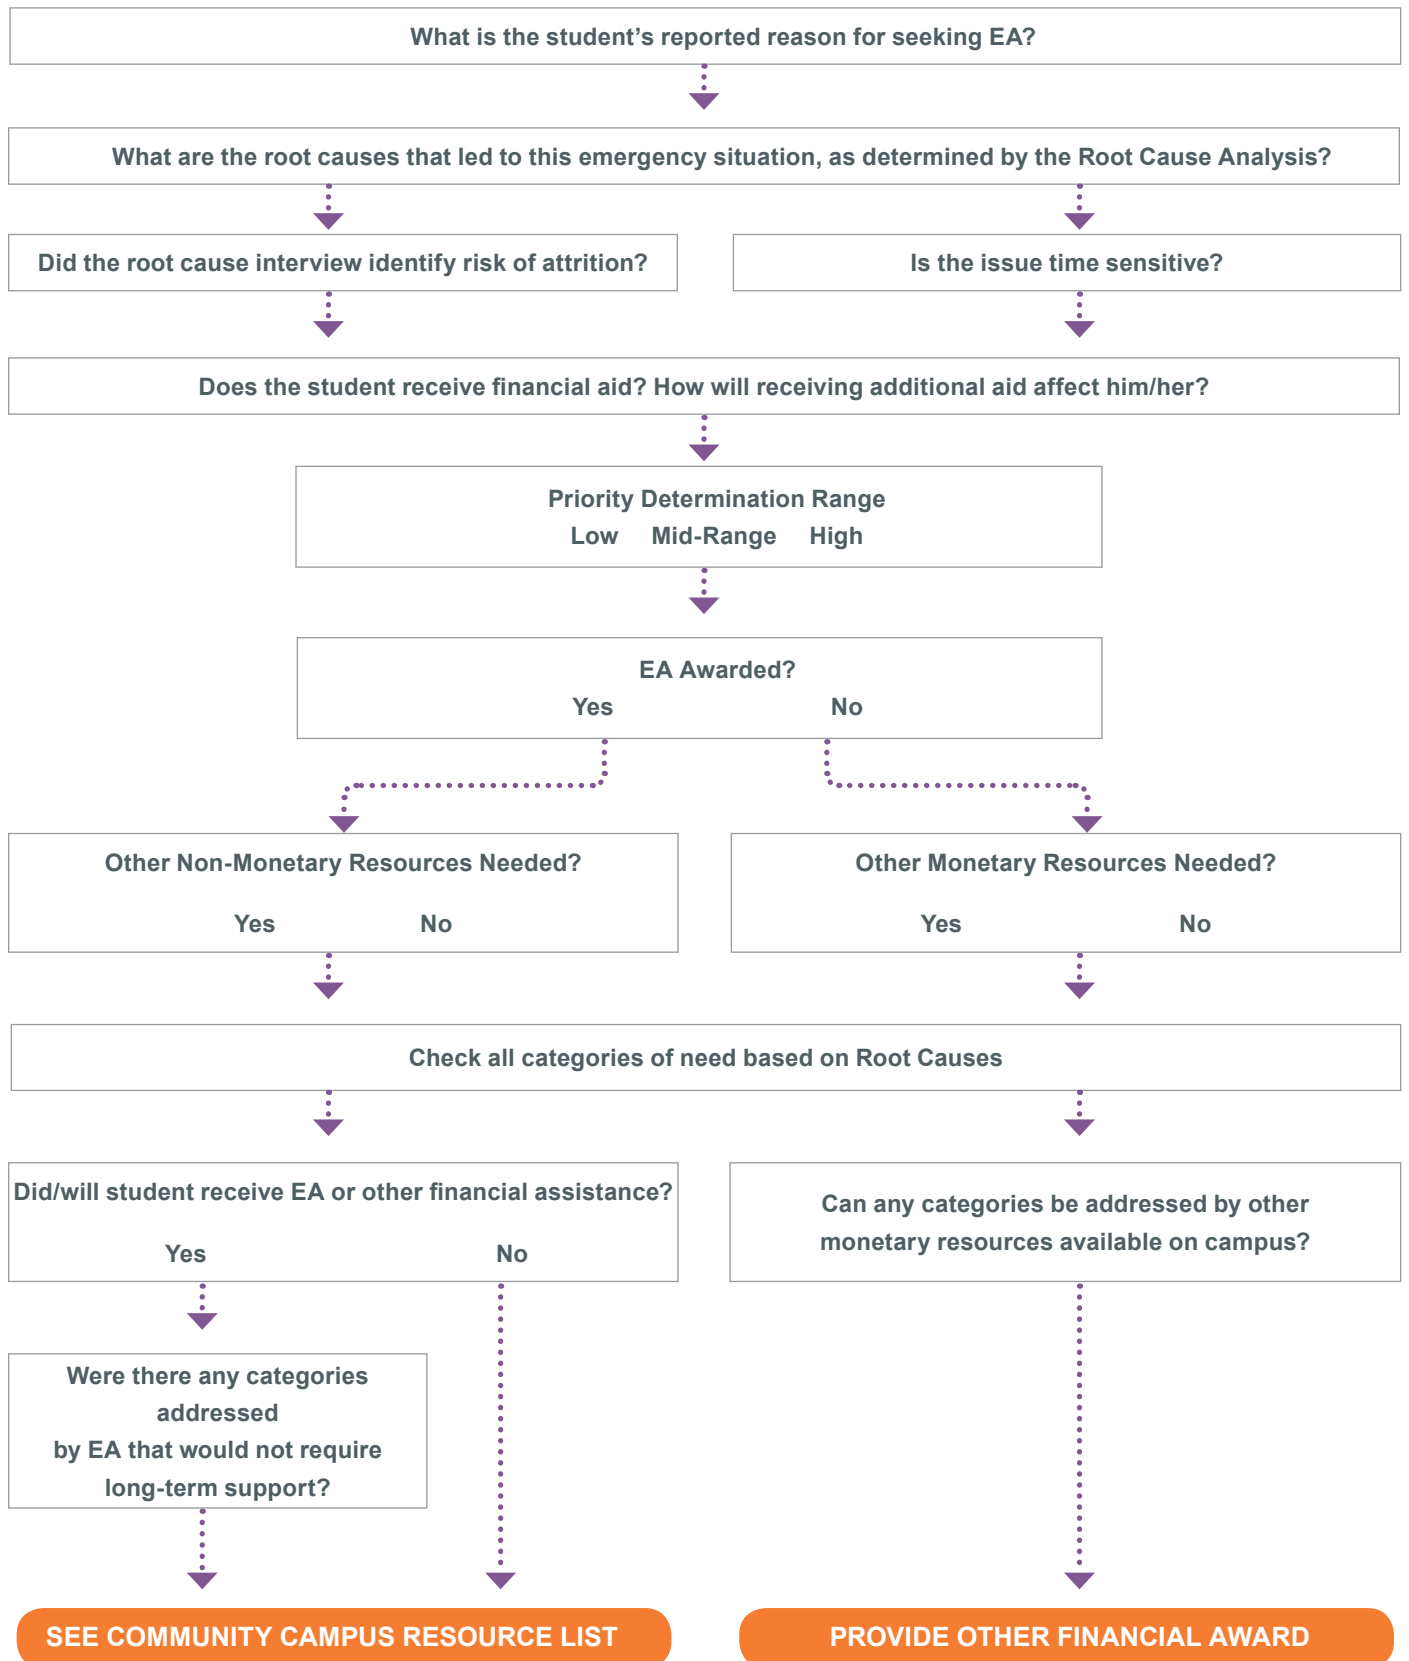 What is the student's reported reason for seeking EA?
What are the root causes that led to this emergency situation, as determined by the Root Cause Analysis?
Did the root cause interview identify risk of attrition?
Is the issue time sensitive?
Does the student receive financial aid? How will receiving additional aid affect him/her?
Priority Determination Range
Low Mid-Range High
EA Awarded?
Yes No
Other Non-Monetary Resources Needed?
Yes No
Other Monetary Resources Needed?
Yes No
Check all categories of need based on Root Causes
Did/will student receive EA or other financial assistance?
Yes No
Can any categories be addressed by other
monetary resources available on campus?
Were there any categories
addressed
by EA that would not require
long-term support?
SEE COMMUNITY CAMPUS RESOURCE LIST
PROVIDE OTHER FINANCIAL AWARD